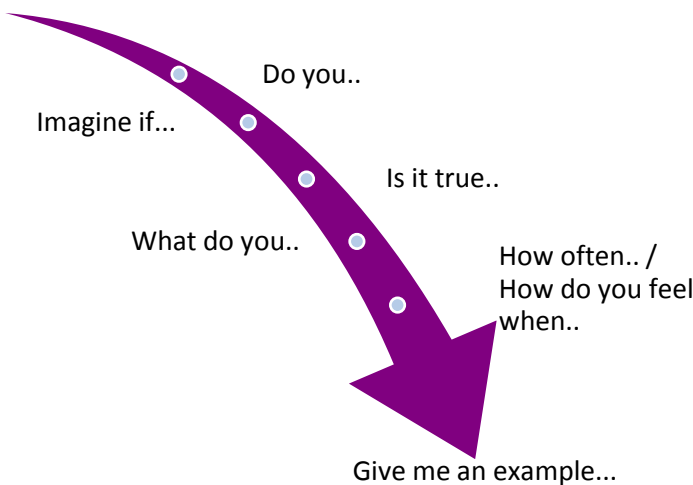 Do you..
Imagine if...
Is it true..
What do you..
How often.. /
How do you feel
when..
Give me an example...